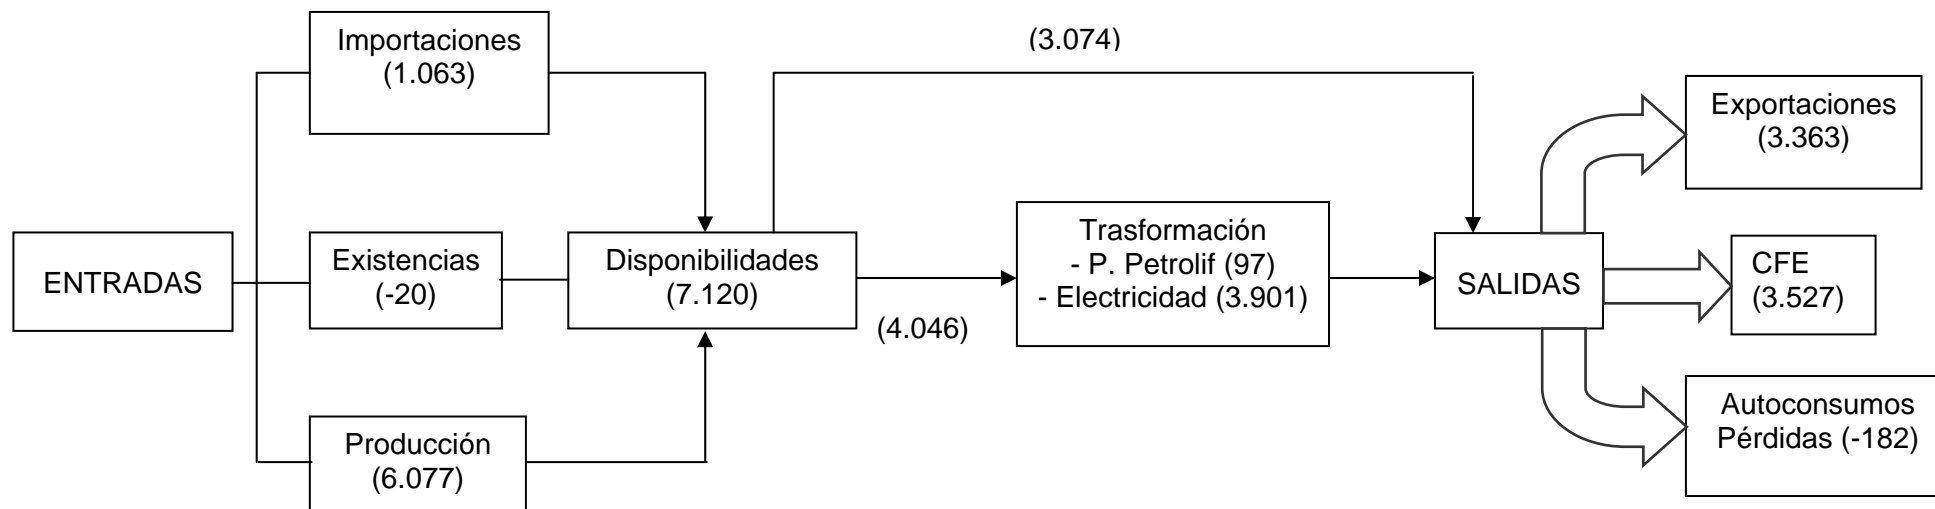 ENTRADAS
Importaciones
(1.063)
Existencias
(-20)
Producción
(6.077)
Disponibilidades
(7.120)
(3.074)
(4.046)
Trasformación
- P. Petrolif (97)
- Electricidad (3.901)
SALIDAS
Exportaciones
(3.363)
CFE
(3.527)
Autoconsumos
Pérdidas (-182)